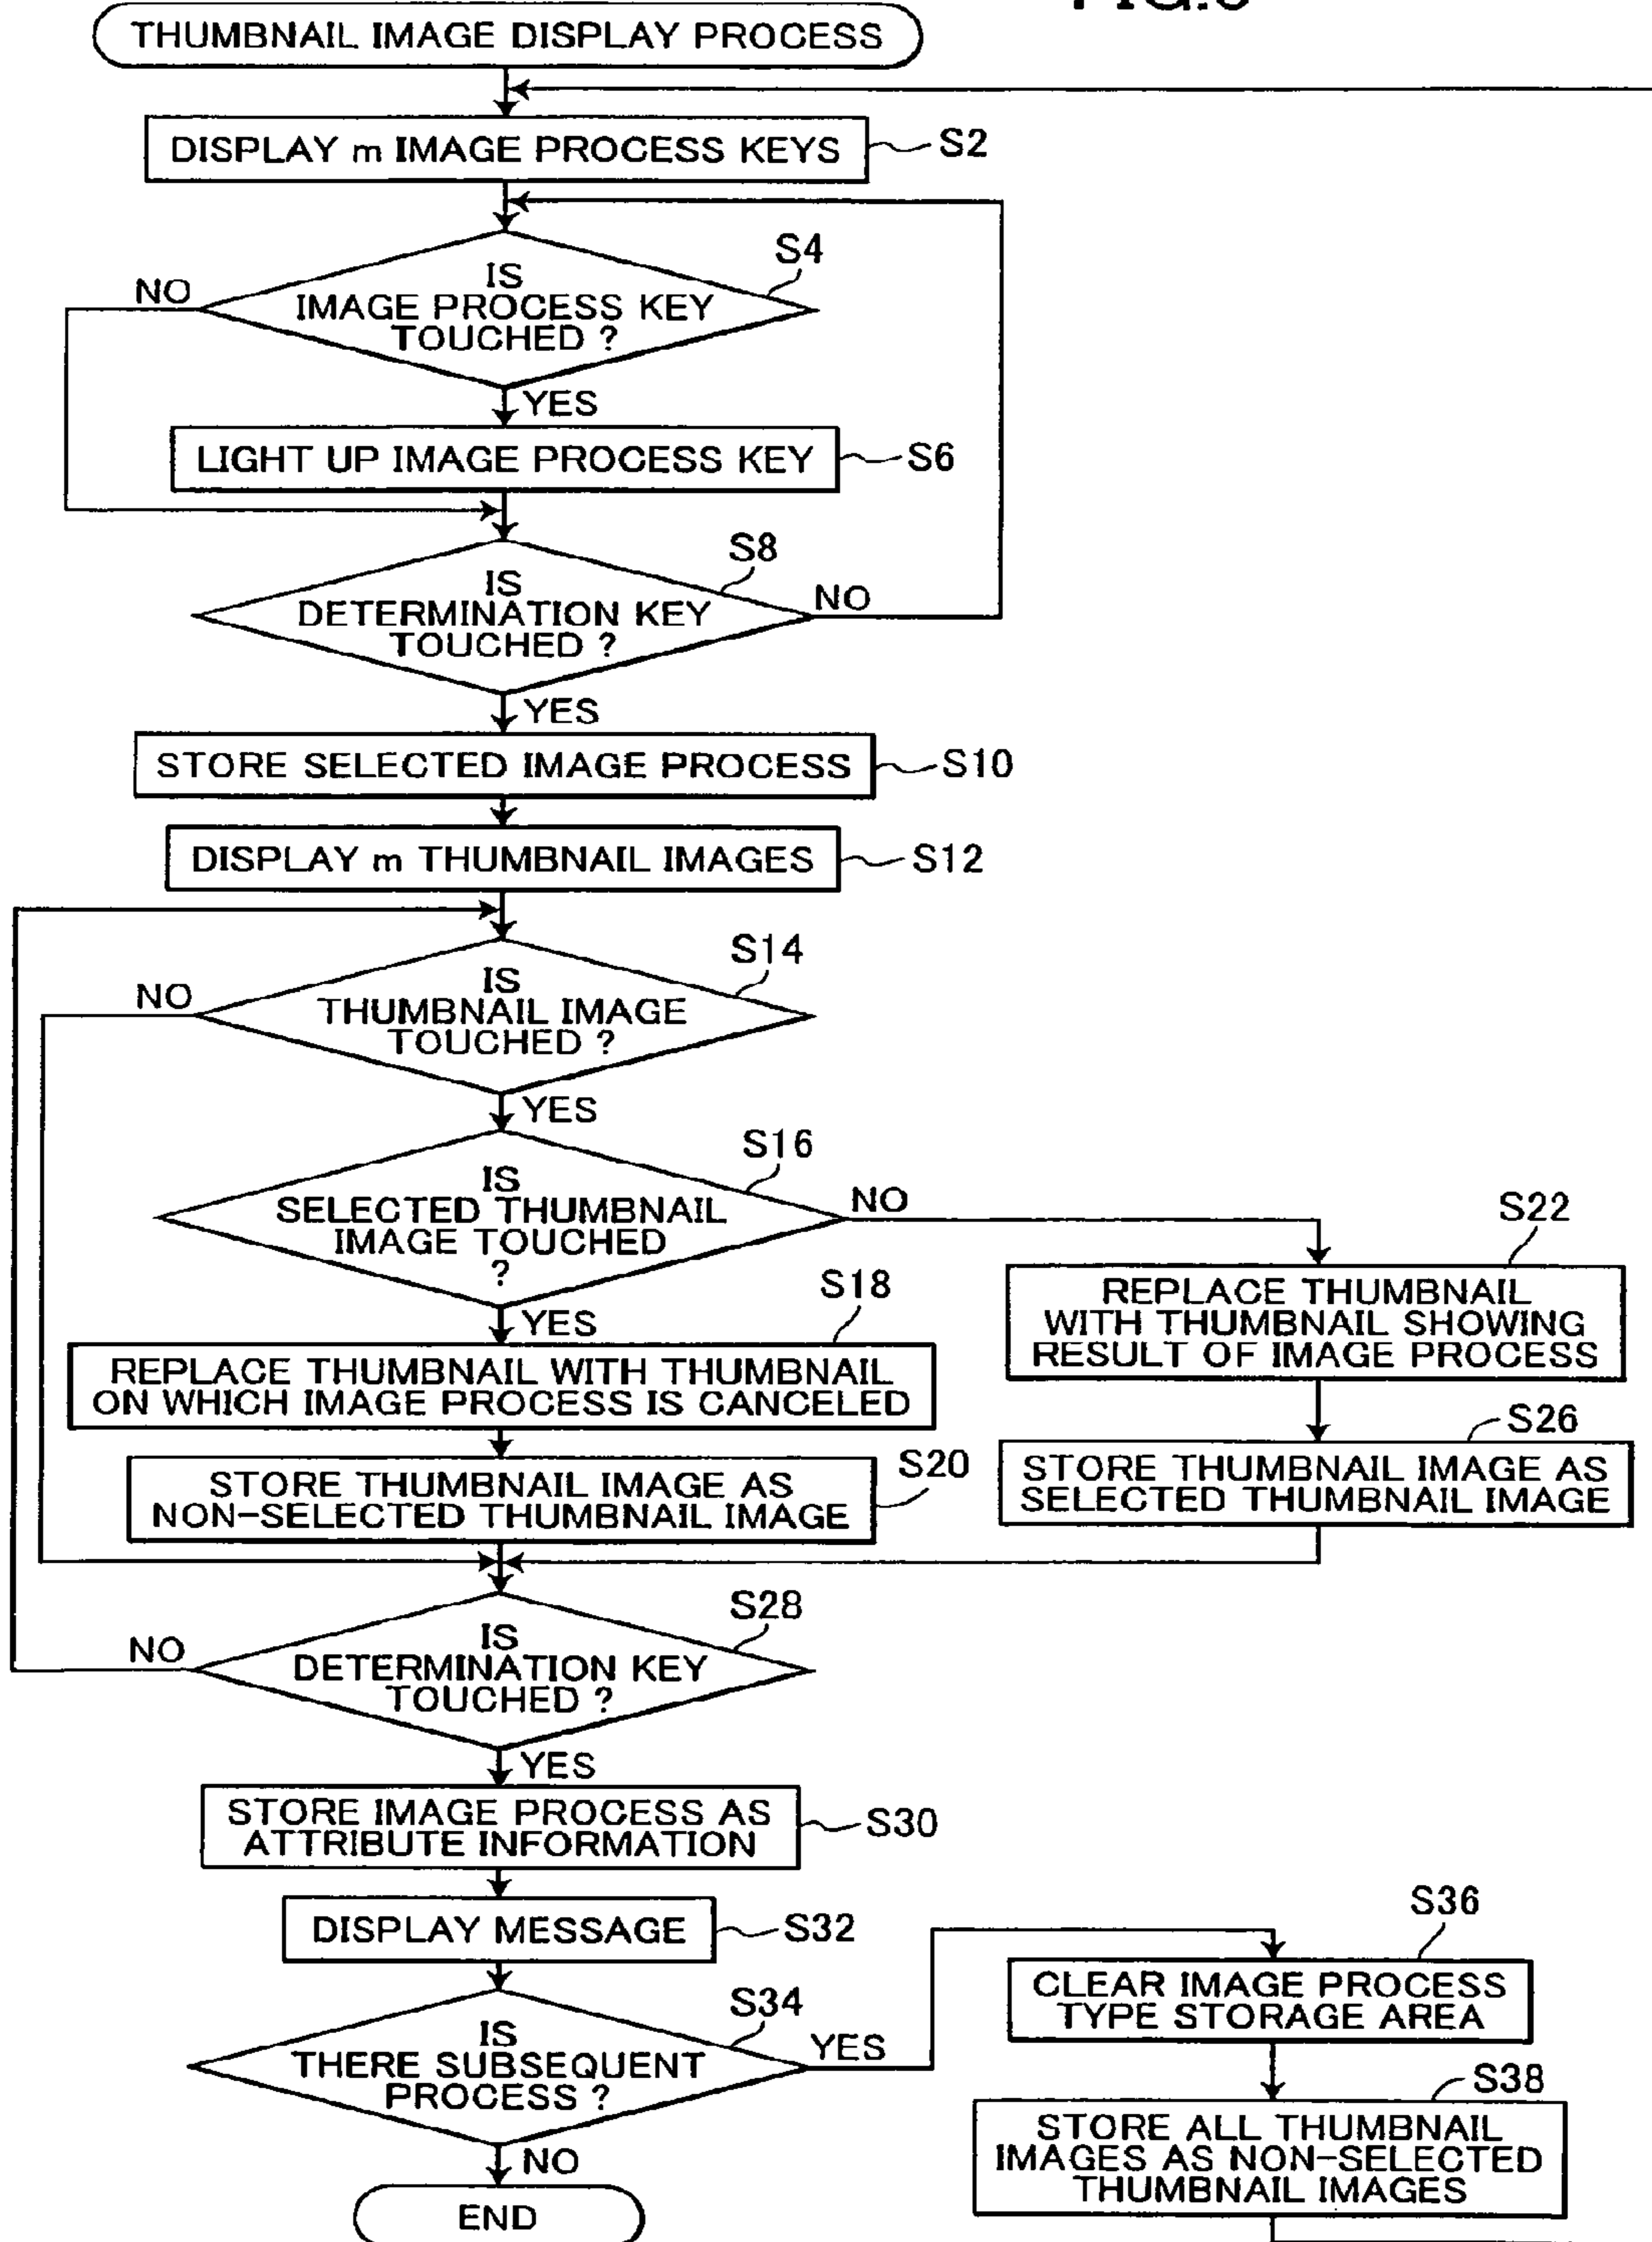 THUMBNAIL IMAGE DISPLAY PROCESS
DISPLAY m IMAGE PROCESS KEYS
S2
S4
NO
IS
IMAGE PROCESS KEY
TOUCHED ?
YES
LIGHT UP IMAGE PROCESS KEY
S6
S8
IS
DETERMINATION KEY
TOUCHED ?
NO
YES
STORE SELECTED IMAGE PROCESS
S10
DISPLAY m THUMBNAIL IMAGES
S12
S14
NO
IS
THUMBNAIL IMAGE
TOUCHED ?
YES
S16
IS
SELECTED THUMBNAIL
IMAGE TOUCHED
?
NO
S22
REPLACE THUMBNAIL
WITH THUMBNAIL SHOWING
RESULT OF IMAGE PROCESS
YES
S18
REPLACE THUMBNAIL WITH THUMBNAIL
ON WHICH IMAGE PROCESS IS CANCELED
S26
STORE THUMBNAIL IMAGE AS
SELECTED THUMBNAIL IMAGE
S20
STORE THUMBNAIL IMAGE AS
NON-SELECTED THUMBNAIL IMAGE
S28
NO
IS
DETERMINATION KEY
TOUCHED ?
YES
STORE IMAGE PROCESS AS
ATTRIBUTE INFORMATION
S30
DISPLAY MESSAGE
S32
S34
IS
THERE SUBSEQUENT
PROCESS ?
YES
S36
CLEAR IMAGE PROCESS
TYPE STORAGE AREA
S38
STORE ALL THUMBNAIL
IMAGES AS NON-SELECTED
THUMBNAIL IMAGES
NO
END